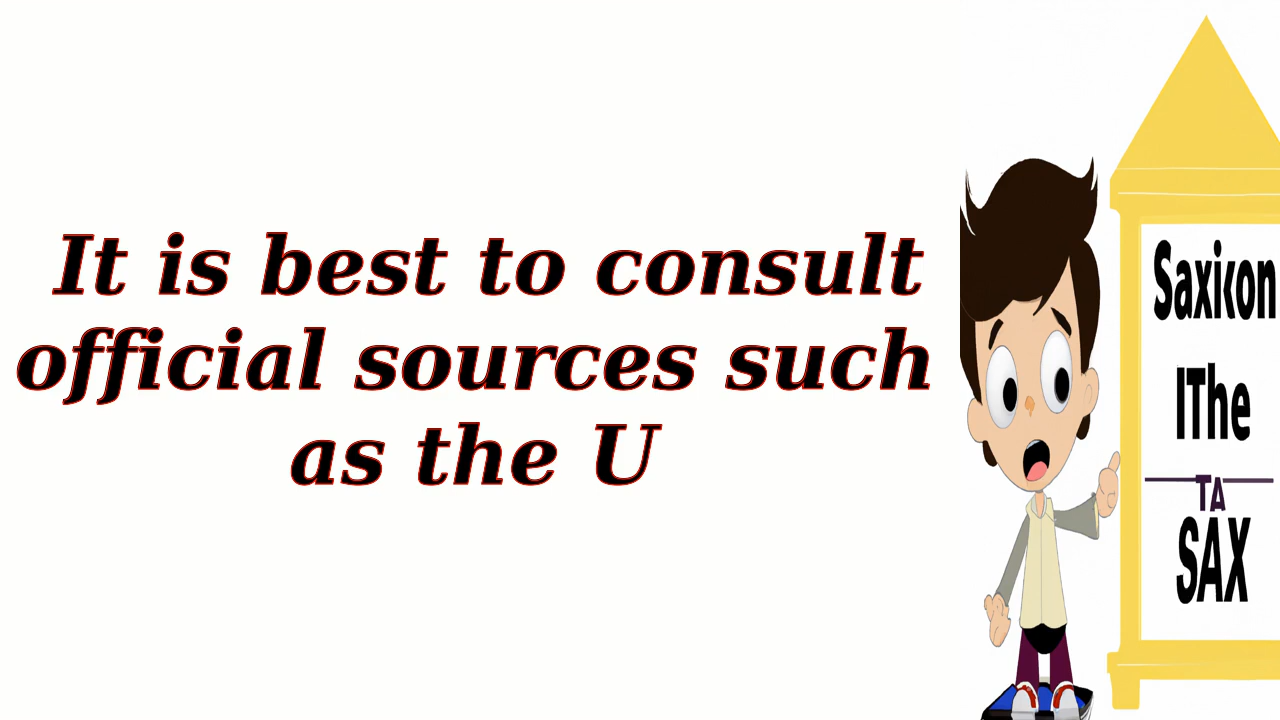 It is best to consult
official sources such
as the U
Saxikon
IThe
TA
SAX